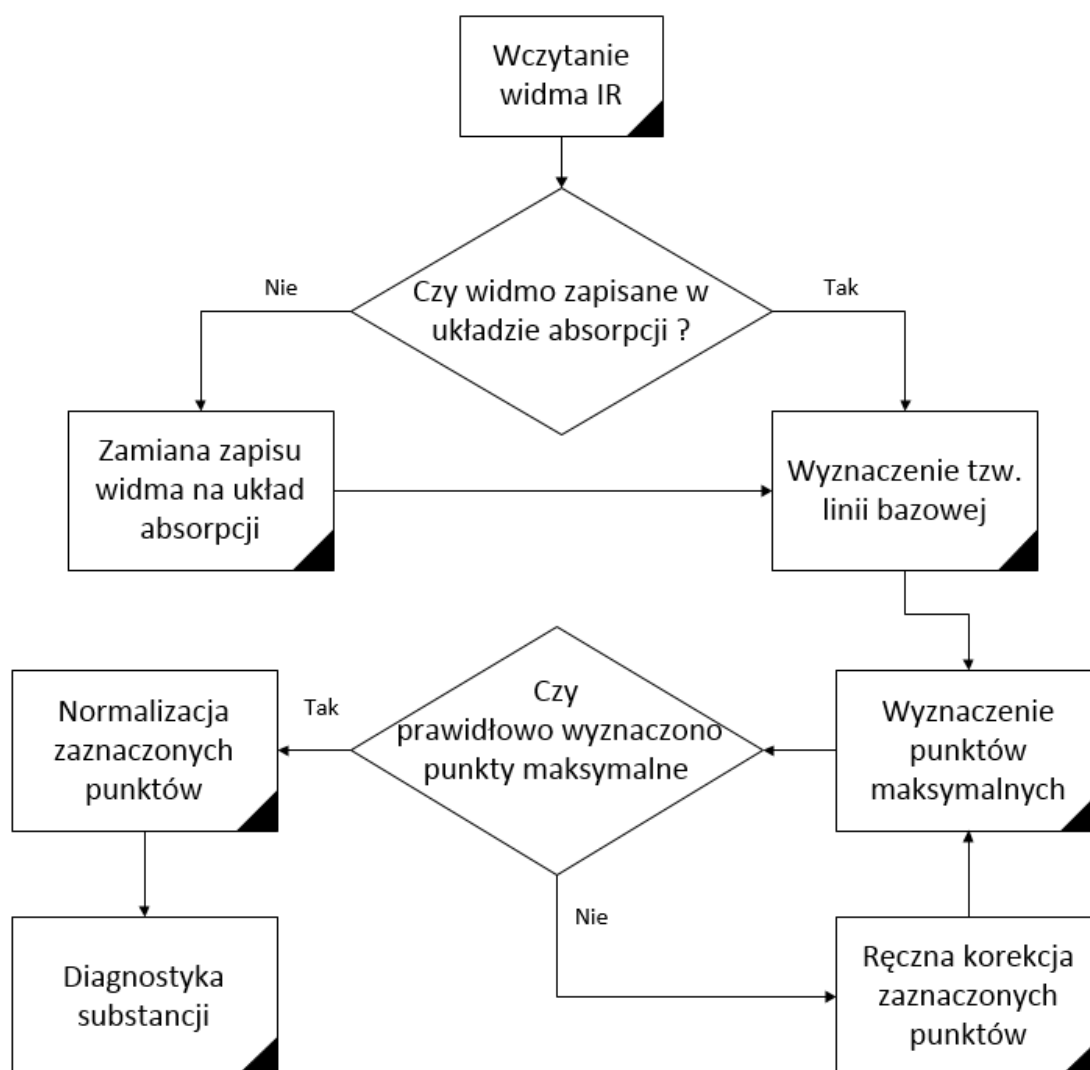 Wczytanie
widma IR
Czy widmo zapisane w
układzie absorpcji ?
Nie
Tak
Zamiana zapisu
widma na układ
absorpcji
Wyznaczenie tzw.
linii bazowej
Wyznaczenie
punktów
maksymalnych
Czy
prawidłowo wyznaczono
punkty maksymalne
Tak
Nie
Normalizacja
zaznaczonych
punktów
Ręczna korekcja
zaznaczonych
punktów
Diagnostyka
substancji